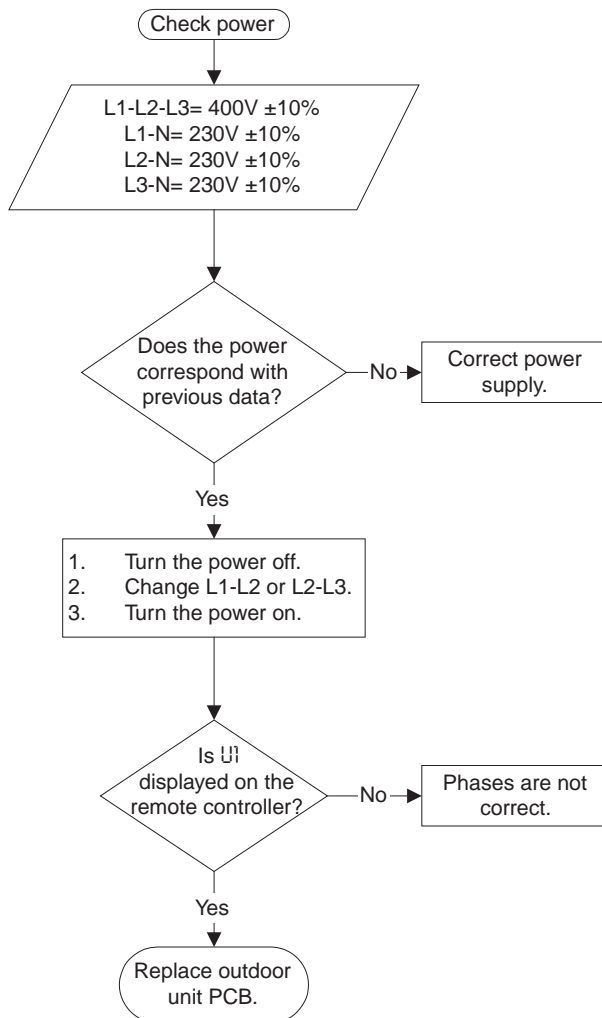 Check power
L1-L2-L3= 400V ±10%
L1-N= 230V ±10%
L2-N= 230V ±10%
L3-N= 230V ±10%
Does the power
correspond with
previous data?
No
Correct power
supply.
Yes
1. Turn the power off.
2. Change L1-L2 or L2-L3.
3. Turn the power on.
Is U1
displayed on the
remote controller?
No
Phases are not
correct.
Yes
Replace outdoor
unit PCB.